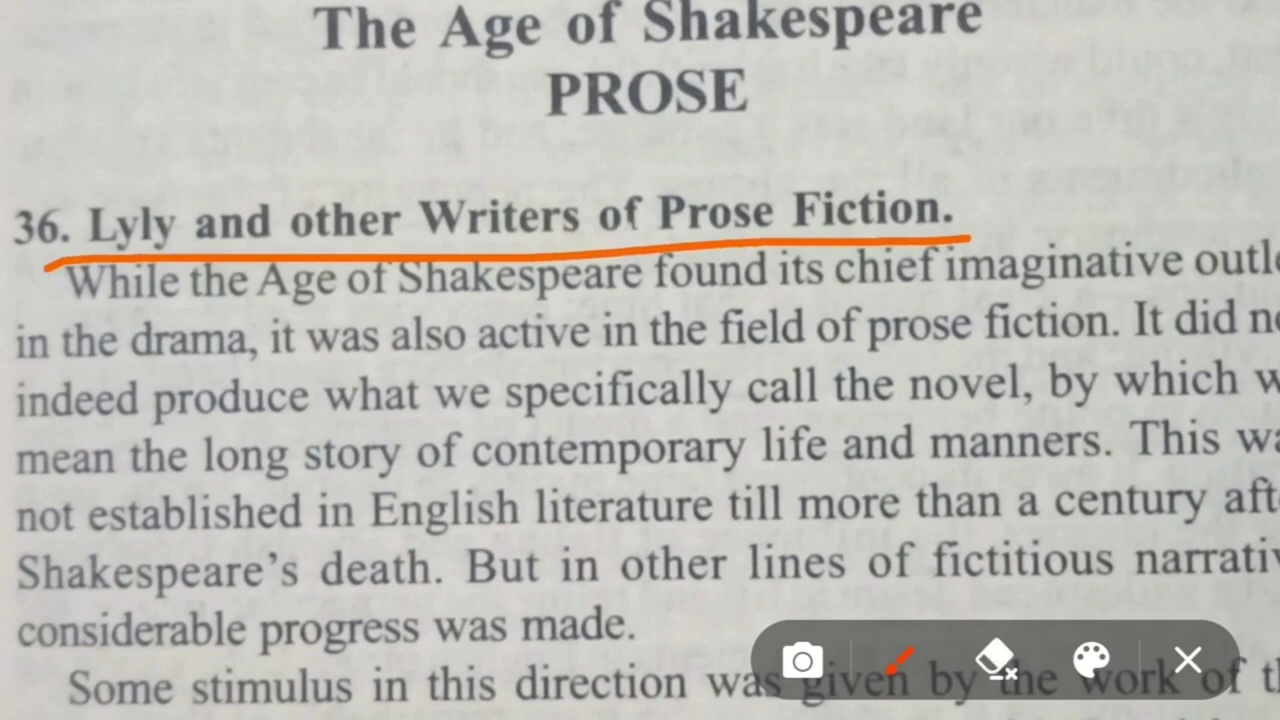 The Age of Shakespeare
PROSE
36. Lyly and other Writers of Prose Fiction.
While the Age of Shakespeare found its chief imaginative
in the drama, it was also active in the field of prose fiction. It did
indeed produce what we specifically call the novel, by which
mean the long story of contemporary life and manners. This
not established in English literature till more than a century
Shakespeare's death. But in other lines of fictitious
considerable progress was made.
Some stimulus in this direction was given by the work of